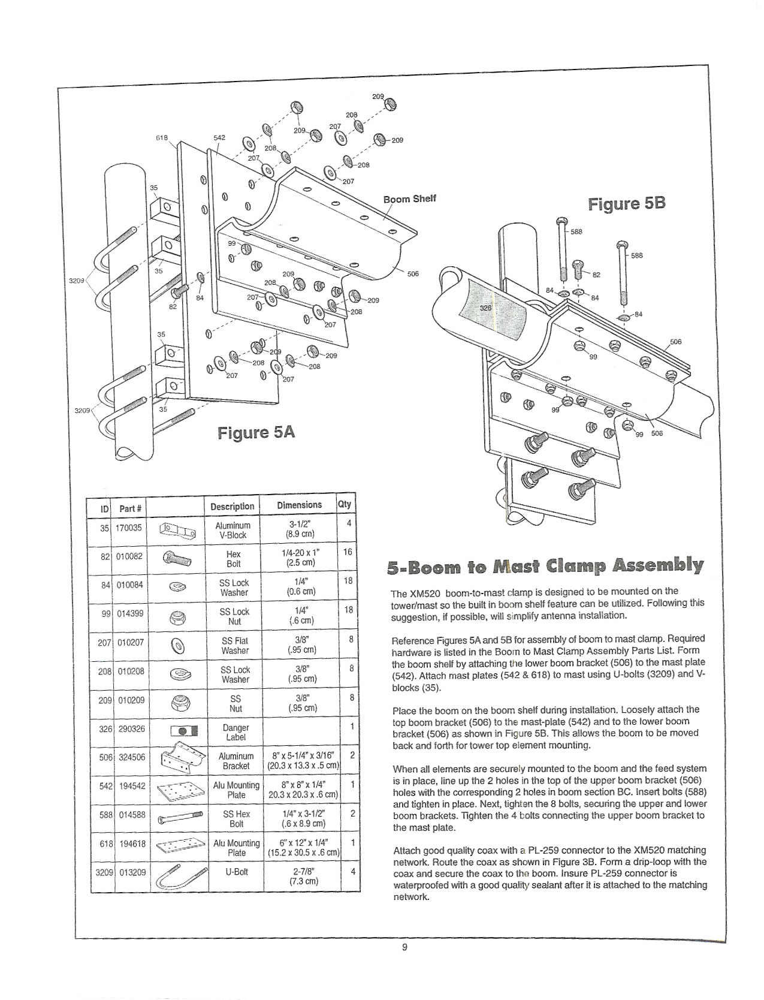 209
208
209
207
618
542
209
208
207
208
207
35
Boom Shelf
Figure 5B
588
99
588
35
506
82
3209
209
208
84
207
209
84
82
208
326
84
84
207
506
35
99
209
209
208
208
207
207
99
3209
35
99
506
Figure 5A
ID Part # Description Dimensions Qty
35 170035 Aluminum V-Block 3-1/2" (8.9 cm) 4
82 010082 Hex Bolt 1/4-20 x 1" (2.5 cm) 16
84 010084 SS Lock Washer 1/4" (0.6 cm) 18
99 014399 SS Lock Nut 1/4" (.6 cm) 18
207 010207 SS Flat Washer 3/8" (.95 cm) 8
208 010208 SS Lock Washer 3/8" (.95 cm) 8
209 010209 SS Nut 3/8" (.95 cm) 8
326 290326 Danger Label 1
506 324506 Aluminum Bracket 8" x 5-1/4" x 3/16" (20.3 x 13.3 x .5 cm) 2
542 194542 Alu Mounting Plate 8" x 8" x 1/4" 20.3 x 20.3 x .6 cm) 1
588 014588 SS Hex Bolt 1/4" x 3-1/2" (.6 x 8.9 cm) 2
618 194618 Alu Mounting Plate 6" x 12" x 1/4" (15.2 x 30.5 x .6 cm) 1
3209 013209 U-Bolt 2-7/8" (7.3 cm) 4
5-Boom to Mast Clamp Assembly
The XM520 boom-to-mast clamp is designed to be mounted on the
tower/mast so the built in boom shelf feature can be utilized. Following this
suggestion, if possible, will simplify antenna installation.
Reference Figures 5A and 5B for assembly of boom to mast clamp. Required
hardware is listed in the Boom to Mast Clamp Assembly Parts List. Form
the boom shelf by attaching the lower boom bracket (506) to the mast plate
(542). Attach mast plates (542 & 618) to mast using U-bolts (3209) and V-
blocks (35).
Place the boom on the boom shelf during installation. Loosely attach the
top boom bracket (506) to the mast-plate (542) and to the lower boom
bracket (506) as shown in Figure 5B. This allows the boom to be moved
back and forth for tower top element mounting.
When all elements are securely mounted to the boom and the feed system
is in place, line up the 2 holes in the top of the upper boom bracket (506)
holes with the corresponding 2 holes in boom section BC. Insert bolts (588)
and tighten in place. Next, tighten the 8 bolts, securing the upper and lower
boom brackets. Tighten the 4 bolts connecting the upper boom bracket to
the mast plate.
Attach good quality coax with a PL-259 connector to the XM520 matching
network. Route the coax as shown in Figure 3B. Form a drip-loop with the
coax and secure the coax to the boom. Insure PL-259 connector is
waterproofed with a good quality sealant after it is attached to the matching
network.
9